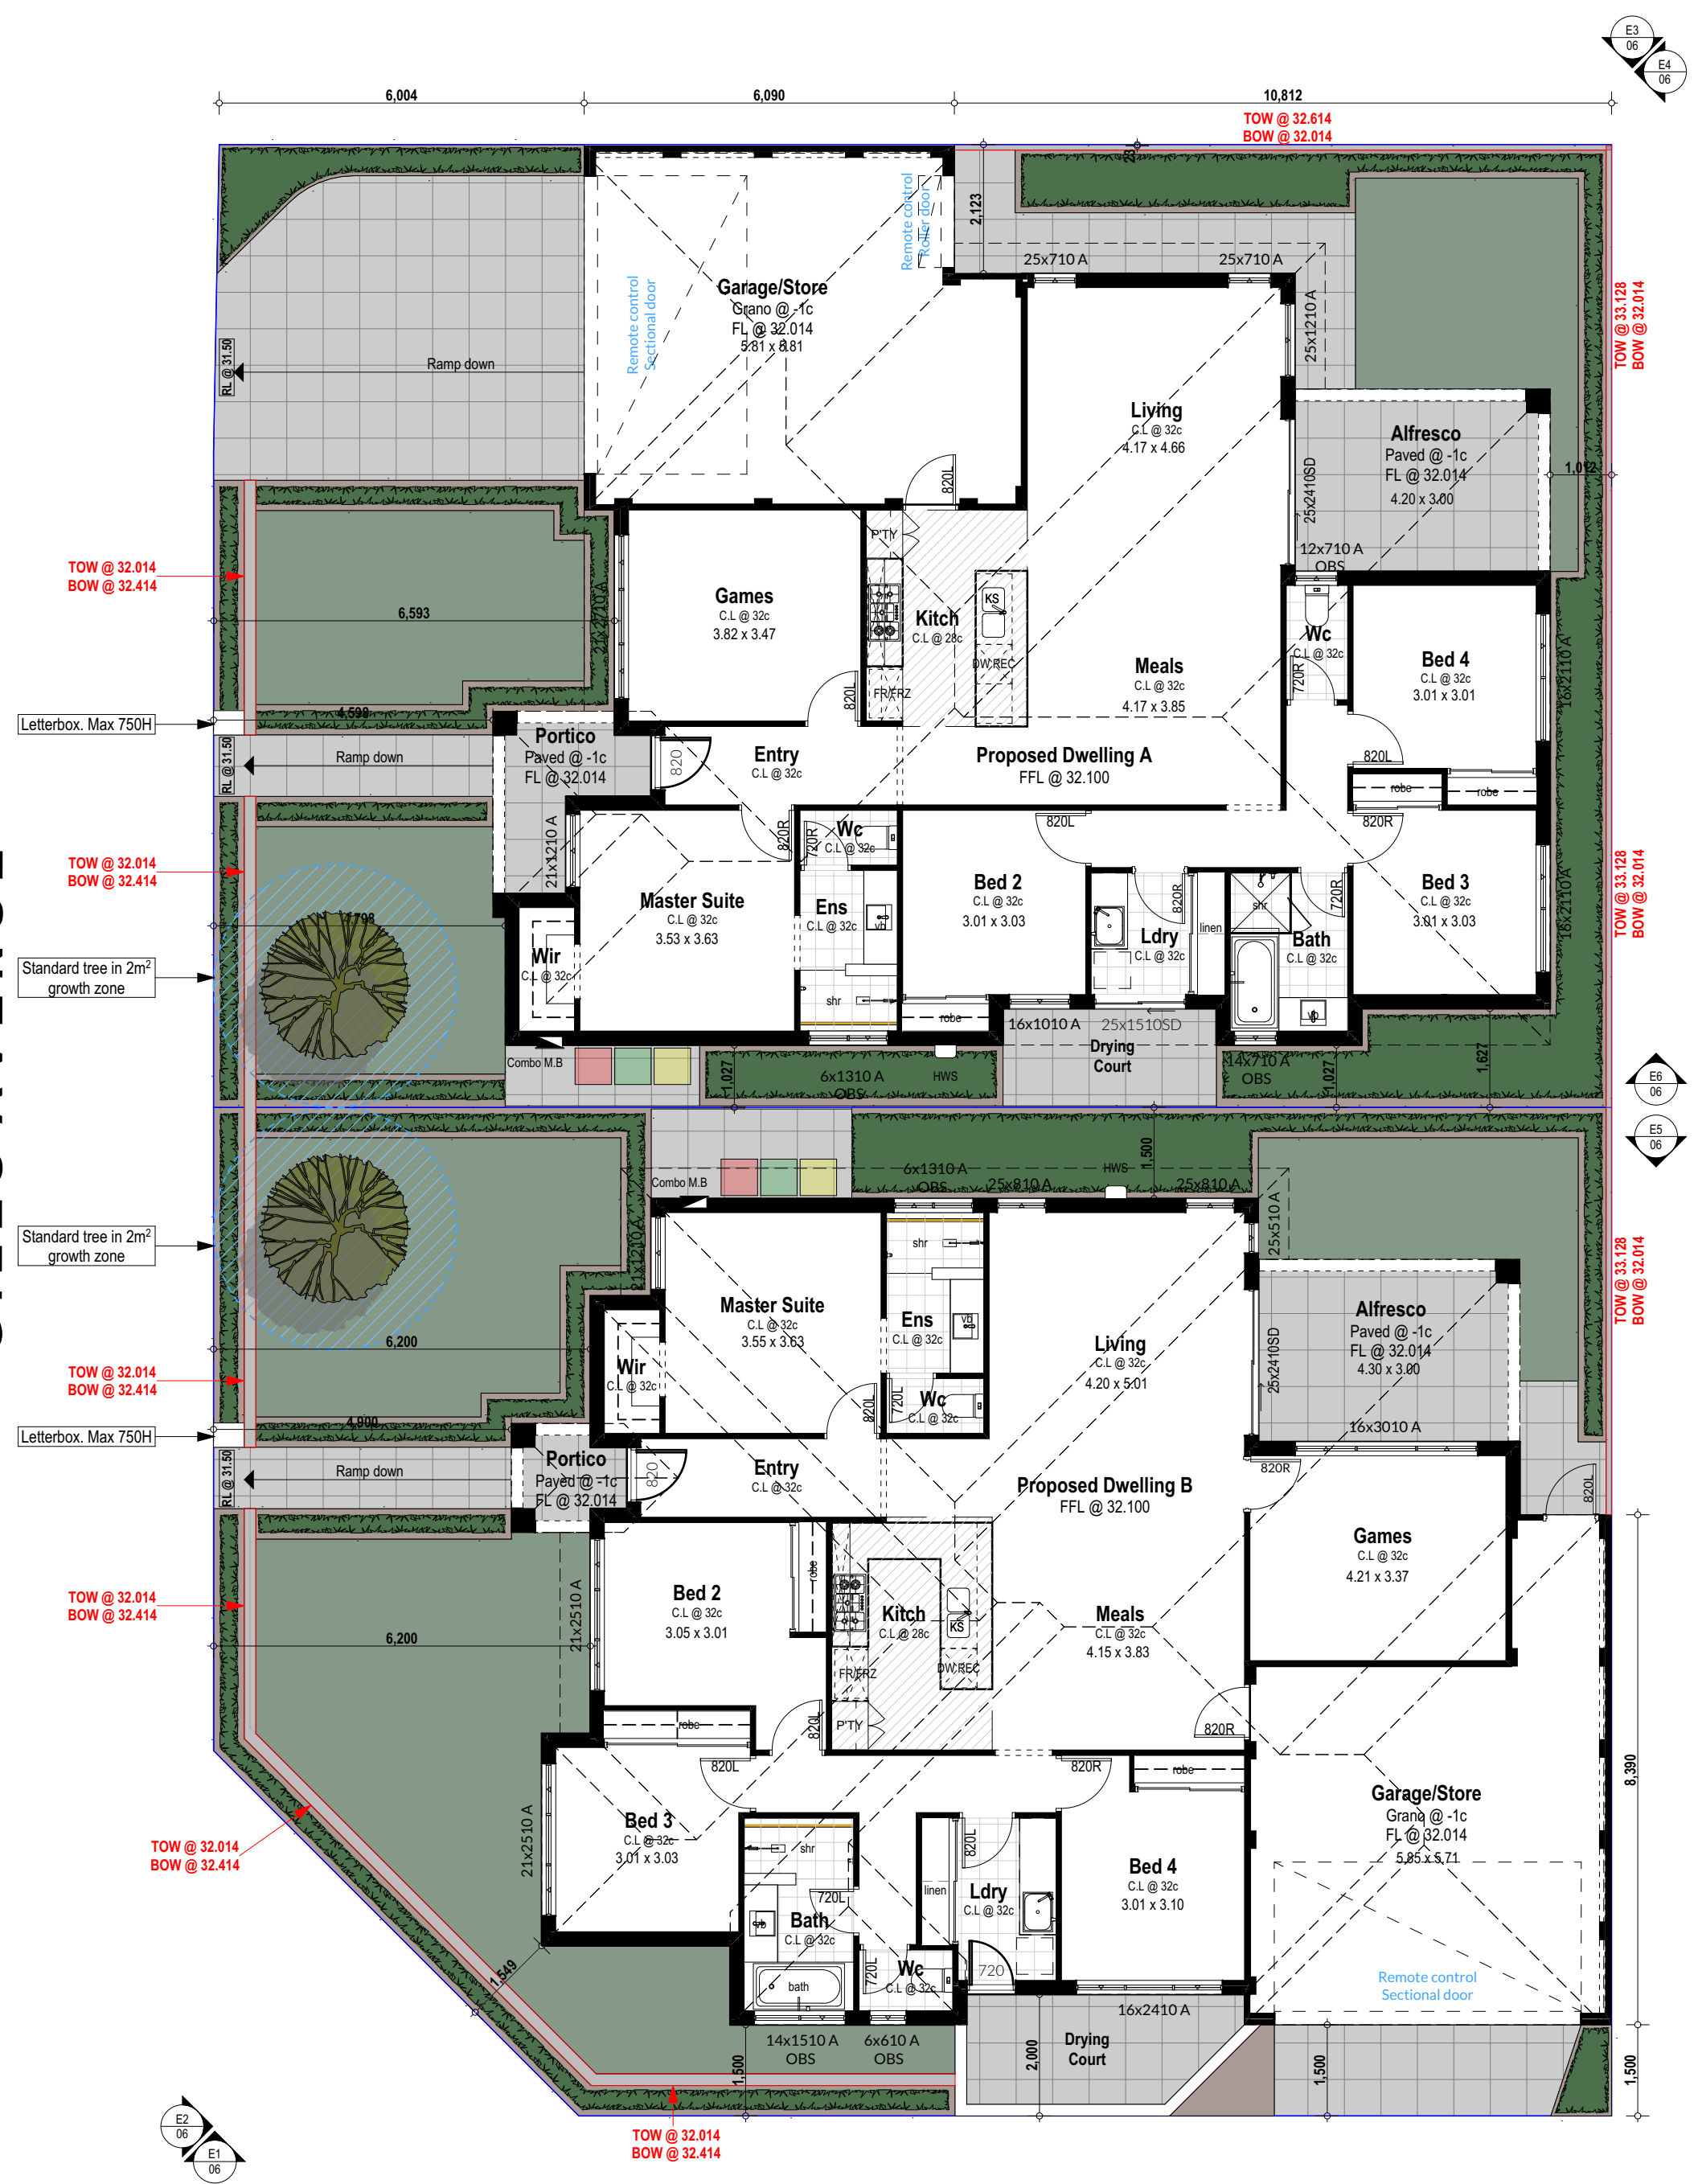 E3
06
E4
06
6,004
6,090
10,812
TOW @ 32.614
BOW @ 32.014
2,123
Remote control
Roller door
Remote control
Sectional door
25x710 A
25x710 A
25x1210 A
TOW @ 33.128
BOW @ 32.014
Garage/Store
Grano @ -1c
FL @ 32.014
5.81 x 5.81
RL @ 31.50
Ramp down
Living
C.L @ 32c
4.17 x 4.66
Alfresco
Paved @ -1c
FL @ 32.014
4.20 x 3.00
1,012
25x2410SD
820L
12x710 A
OBS
P'TY
TOW @ 32.014
BOW @ 32.414
6,593
21x2710 A
Games
C.L @ 32c
3.82 x 3.47
KS
Kitch
C.L @ 28c
DW REC
FR/FRZ
820L
Meals
C.L @ 32c
4.17 x 3.85
Wc
C.L @ 32c
720R
Bed 4
C.L @ 32c
3.01 x 3.01
16x2110 A
Letterbox. Max 750H
4,598
RL @ 31.50
Ramp down
Portico
Paved @ -1c
FL @ 32.014
820
Entry
C.L @ 32c
Proposed Dwelling A
FFL @ 32.100
820L
robe
robe
TOW @ 32.014
BOW @ 32.414
21x1210 A
820R
720R
Wc
C.L @ 32c
820L
820R
Master Suite
C.L @ 32c
3.53 x 3.63
Ens
C.L @ 32c
vb
Bed 2
C.L @ 32c
3.01 x 3.03
820R
linen
Ldry
C.L @ 32c
shr
720R
Bath
C.L @ 32c
Bed 3
C.L @ 32c
3.01 x 3.03
16x2110 A
TOW @ 33.128
BOW @ 32.014
4,798
Standard tree in 2m²
growth zone
Wir
C.L @ 32c
shr
robe
16x1010 A
25x1510SD
vb
Combo M.B
1,027
6x1310 A
OBS
HWS
Drying
Court
14x710 A
OBS
1,027
1,627
E6
06
E5
06
Combo M.B
6x1310 A
OBS
25x810 A
HWS
1,500
25x810 A
25x510 A
Standard tree in 2m²
growth zone
21x1210 A
shr
Master Suite
C.L @ 32c
3.55 x 3.63
Ens
C.L @ 32c
vb
Living
C.L @ 32c
4.20 x 5.01
Alfresco
Paved @ -1c
FL @ 32.014
4.30 x 3.00
25x2410SD
TOW @ 33.128
BOW @ 32.014
6,200
Wir
C.L @ 32c
TOW @ 32.014
BOW @ 32.414
820L
720L
Wc
C.L @ 32c
4,900
Letterbox. Max 750H
16x3010 A
RL @ 31.50
Ramp down
Portico
Paved @ -1c
FL @ 32.014
820
Entry
C.L @ 32c
Proposed Dwelling B
FFL @ 32.100
820R
820L
Games
C.L @ 32c
4.21 x 3.37
TOW @ 32.014
BOW @ 32.414
21x2510 A
robe
Bed 2
C.L @ 32c
3.05 x 3.01
Kitch
C.L @ 28c
KS
Meals
C.L @ 32c
4.15 x 3.83
6,200
FR/FRZ
DW REC
P'TY
robe
820L
820R
820L
820R
robe
8,390
Garage/Store
Grano @ -1c
FL @ 32.014
5.85 x 5.71
TOW @ 32.014
BOW @ 32.414
21x2510 A
Bed 3
C.L @ 32c
3.01 x 3.03
shr
820L
linen
720L
vb
Bath
C.L @ 32c
Ldry
C.L @ 32c
Bed 4
C.L @ 32c
3.01 x 3.10
1,549
bath
720L
Wc
C.L @ 32c
720
Remote control
Sectional door
16x2410 A
14x1510 A
OBS
6x610 A
OBS
1,500
2,000
Drying
Court
1,500
1,500
E2
06
E1
06
TOW @ 32.014
BOW @ 32.414